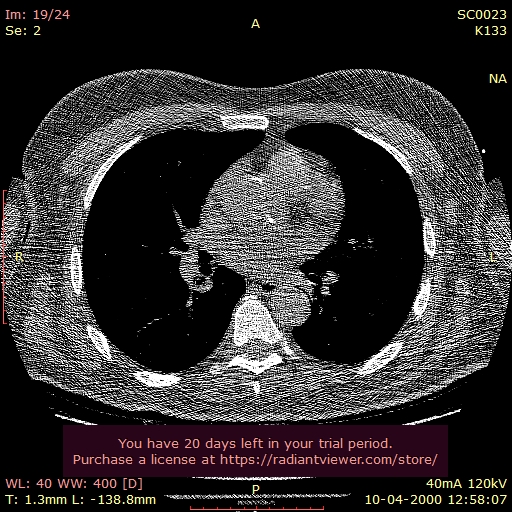 Im: 19/24
Se: 2
A
SC0023
K133
NA
R
L
You have 20 days left in your trial period.
Purchase a license at https://radiantviewer.com/store/
WL: 40 WW: 400 [D]
T: 1.3mm L: -138.8mm
P
40mA 120kV
10-04-2000 12:58:07